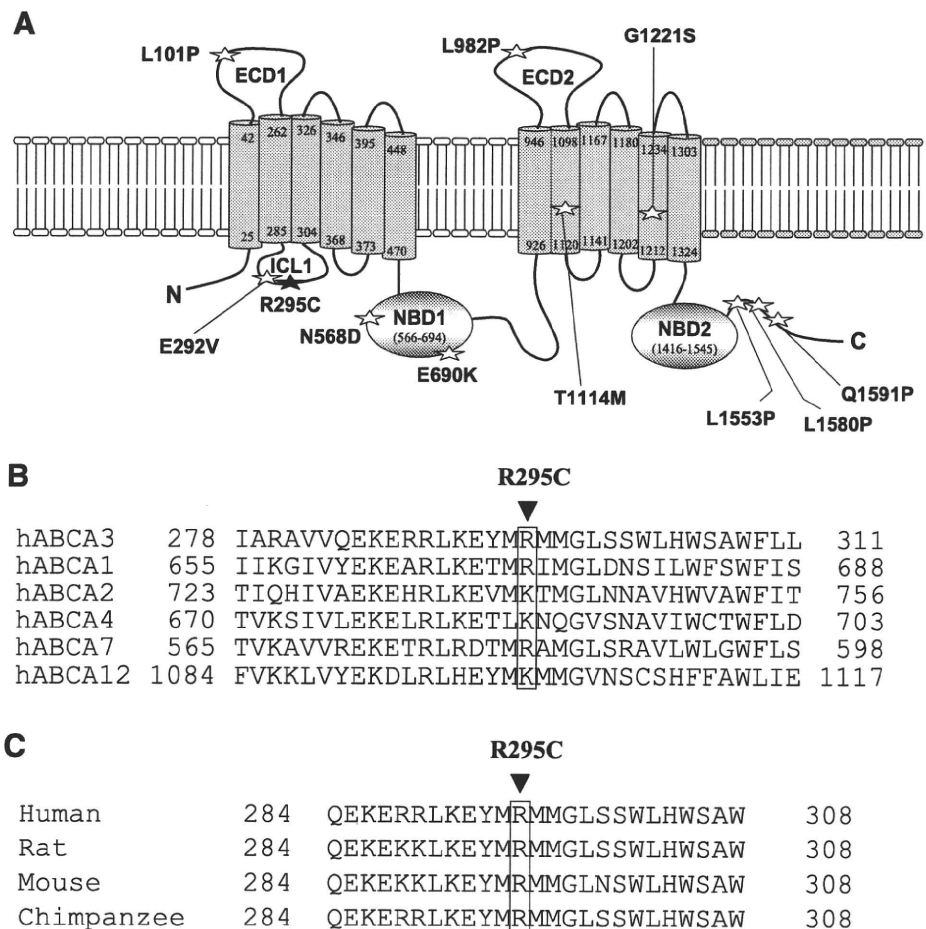 A
L101P
ECD1
L982P
ECD2
G1221S
42 262 326 346 395 448
946 1098 1167 1180 1234 1303
25 285 304 368 373 470
926 1120 1141 1202 1212 1324
N
ICL1
R295C
E292V
N568D
NBD1
(566-694)
E690K
T1114M
NBD2
(1416-1545)
C
Q1591P
L1580P
L1553P
B
R295C
hABCA3 278 IARAVVQEKERRLKEYMRMMGLSSWLHWSAWFLL 311
hABCA1 655 IIKGIVYEKEARLKETMRIMGLDNSILWFSWFIS 688
hABCA2 723 TIQHIVAEKEHRLKEVMKTMGLNNAVHWVAWFIT 756
hABCA4 670 TVKSIVLEKELRLKETLKNQGVSNAVIWCTWFLD 703
hABCA7 565 TVKAVVREKETRLRDTMRAMGLSRAVLWLGWFLS 598
hABCA12 1084 FVKKLVYEKDLRLHEYMKMMGVNSCSHFFAWLIE 1117
C
R295C
Human 284 QEKERRLKEYMRMMGLSSWLHWSAW 308
Rat 284 QEKEKKLKEYMRMMGLSSWLHWSAW 308
Mouse 284 QEKEKKLKEYMRMMGLNSWLHWSAW 308
Chimpanzee 284 QEKERRLKEYMRMMGLSSWLHWSAW 308